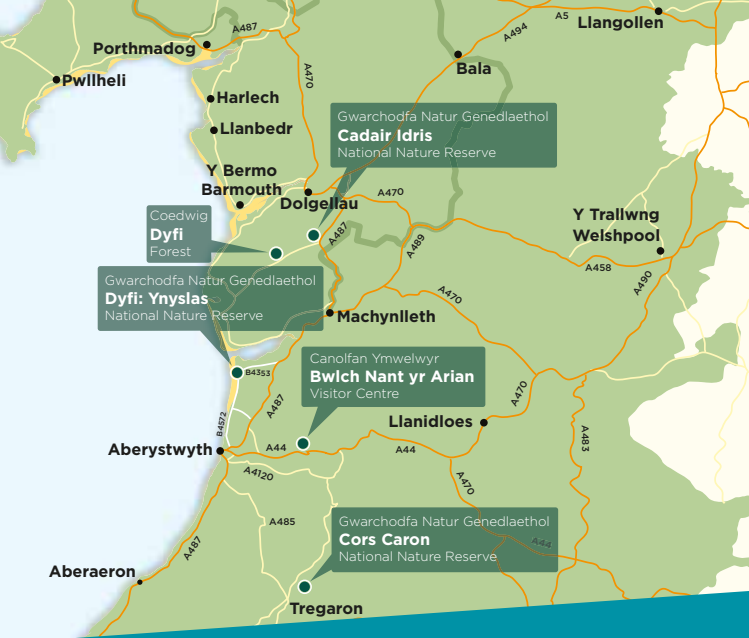 A487
A5
Llangollen
A494
Porthmadog
Bala
A470
Pwllheli
Harlech
Llanbedr
Gwarchodfa Natur Genedlaethol
Cadair Idris
National Nature Reserve
Y Bermo
Barmouth
Dolgellau
A470
Coedwig
Dyfi
Forest
Y Trallwng
Welshpool
A487
A489
A458
A490
Gwarchodfa Natur Genedlaethol
Dyfi: Ynyslas
National Nature Reserve
A470
Machynlleth
Canolfan Ymwelwyr
Bwlch Nant yr Arian
Visitor Centre
B4353
A487
A470
B4572
Llanidloes
A483
Aberystwyth
A44
A44
A4120
A470
A485
Gwarchodfa Natur Genedlaethol
Cors Caron
National Nature Reserve
A44
A487
Aberaeron
Tregaron